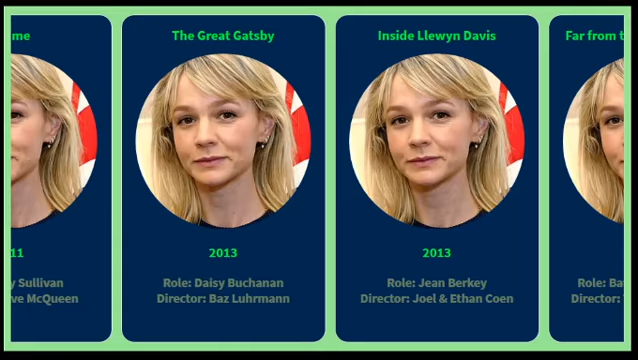 me
The Great Gatsby
Inside Llewyn Davis
Far from t
11
2013
2013
y Sullivan
Role: Daisy Buchanan
Role: Jean Berkey
Role: Ba
ve McQueen
Director: Baz Luhrmann
Director: Joel & Ethan Coen
Director: